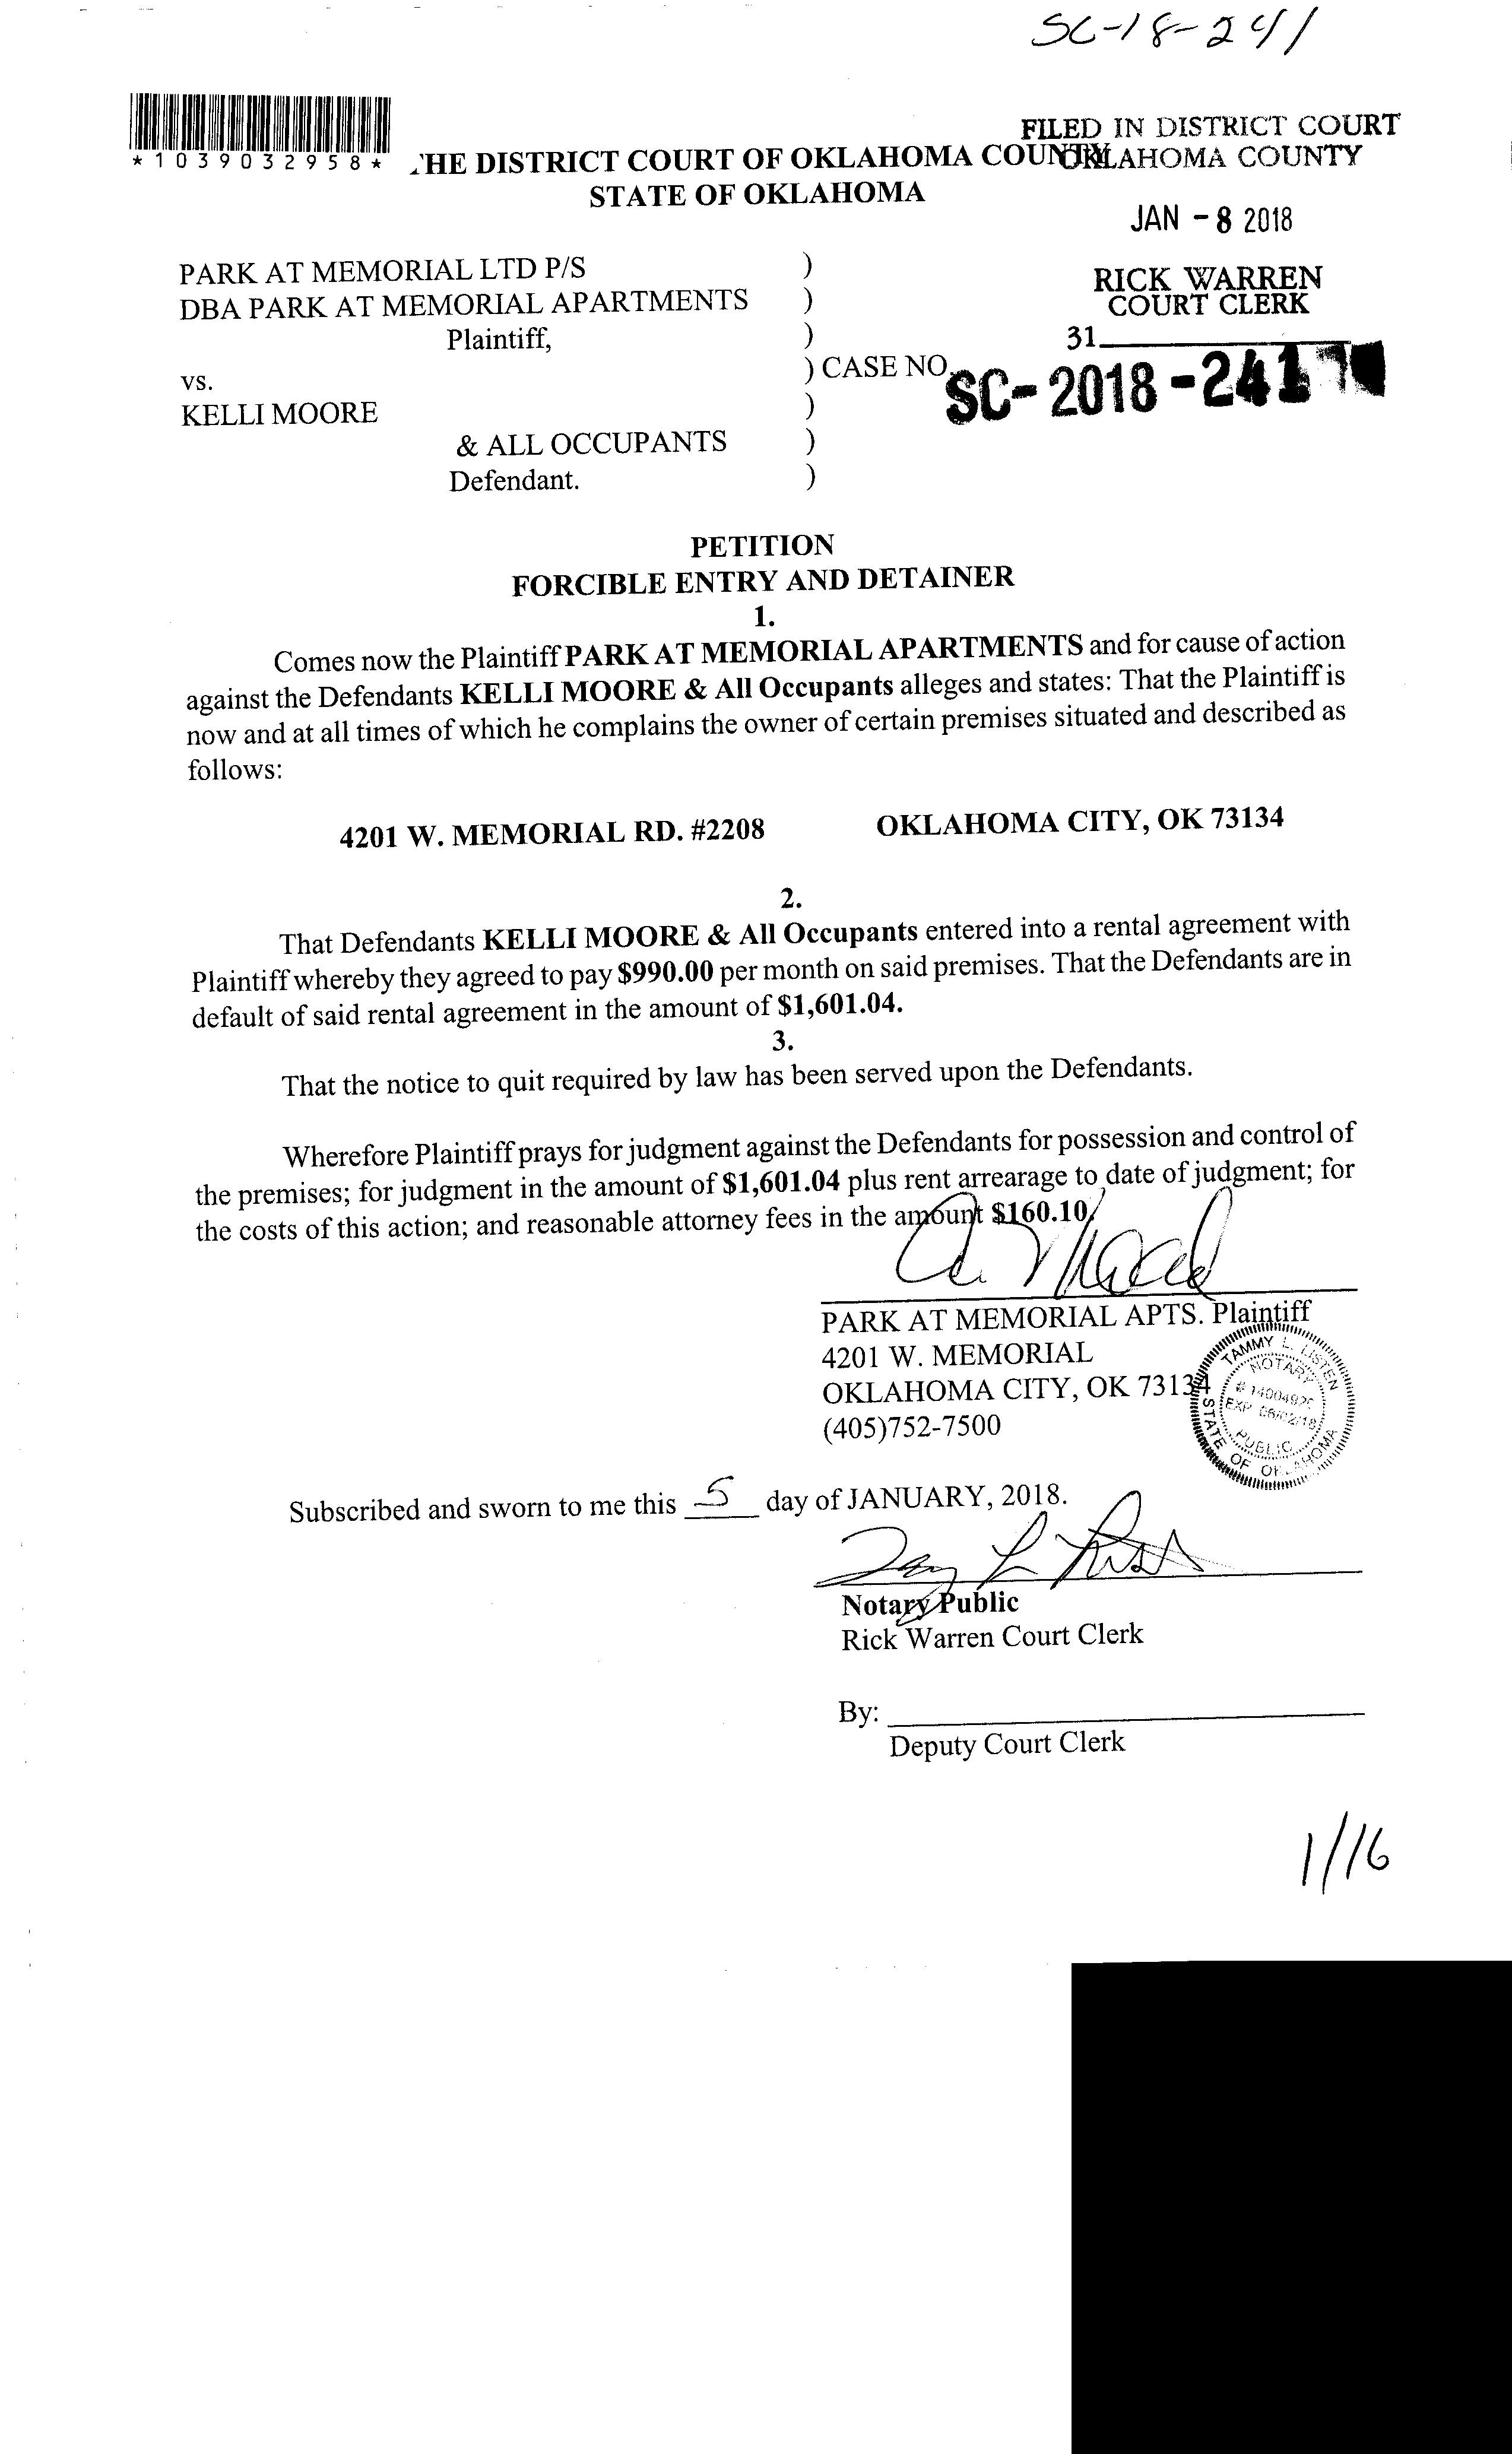 SC-18-241
*1039032958*
FILED IN DISTRICT COURT
OKLAHOMA COUNTY
HE DISTRICT COURT OF OKLAHOMA COUNTY
STATE OF OKLAHOMA
JAN - 8 2018
PARK AT MEMORIAL LTD P/S )
DBA PARK AT MEMORIAL APARTMENTS )
Plaintiff, )
RICK WARREN
COURT CLERK
31
vs. ) CASE NO. SC-2018-241
KELLI MOORE )
& ALL OCCUPANTS )
Defendant. )
PETITION
FORCIBLE ENTRY AND DETAINER
1.
Comes now the Plaintiff PARK AT MEMORIAL APARTMENTS and for cause of action
against the Defendants KELLI MOORE & All Occupants alleges and states: That the Plaintiff is
now and at all times of which he complains the owner of certain premises situated and described as
follows:
4201 W. MEMORIAL RD. #2208 OKLAHOMA CITY, OK 73134
2.
That Defendants KELLI MOORE & All Occupants entered into a rental agreement with
Plaintiff whereby they agreed to pay $990.00 per month on said premises. That the Defendants are in
default of said rental agreement in the amount of $1,601.04.
3.
That the notice to quit required by law has been served upon the Defendants.
Wherefore Plaintiff prays for judgment against the Defendants for possession and control of
the premises; for judgment in the amount of $1,601.04 plus rent arrearage to date of judgment; for
the costs of this action; and reasonable attorney fees in the amount $160.10.
PARK AT MEMORIAL APTS. Plaintiff
4201 W. MEMORIAL
OKLAHOMA CITY, OK 73134
(405)752-7500
TAMMY L. LISTEN
NOTARY
EXP. 06/02/18
PUBLIC
STATE OF OKLAHOMA
Subscribed and sworn to me this 5 day of JANUARY, 2018.
Notary Public
Rick Warren Court Clerk
By:
Deputy Court Clerk
1/16